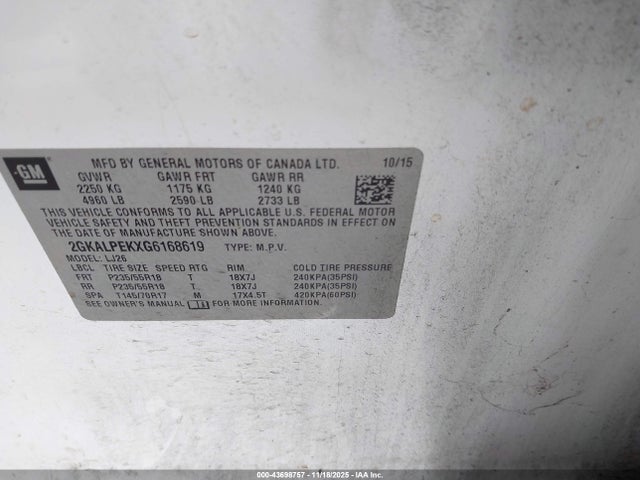 GM
MFD BY GENERAL MOTORS OF CANADA LTD. 10/15
GVWR GAWR FRT GAWR RR
2250 KG 1175 KG 1240 KG
4960 LB 2590 LB 2733 LB
THIS VEHICLE CONFORMS TO ALL APPLICABLE U.S. FEDERAL MOTOR
VEHICLE SAFETY AND THEFT PREVENTION STANDARDS IN EFFECT ON
THE DATE OF MANUFACTURE SHOWN ABOVE.
2GKALPEKXG6168619 TYPE: M.P.V.
MODEL: LJ26
LBCL TIRE SIZE SPEED RTG RIM COLD TIRE PRESSURE
FRT P235/55R18 T 18X7J 240KPA(35PSI)
RR P235/55R18 T. 18X7J 240KPA(35PSI)
SPA T145/70R17 M 17X4.5T 420KPA(60PSI)
SEE OWNER'S MANUAL FOR MORE INFORMATION.
000-43698757 - 11/18/2025 - IAA Inc.